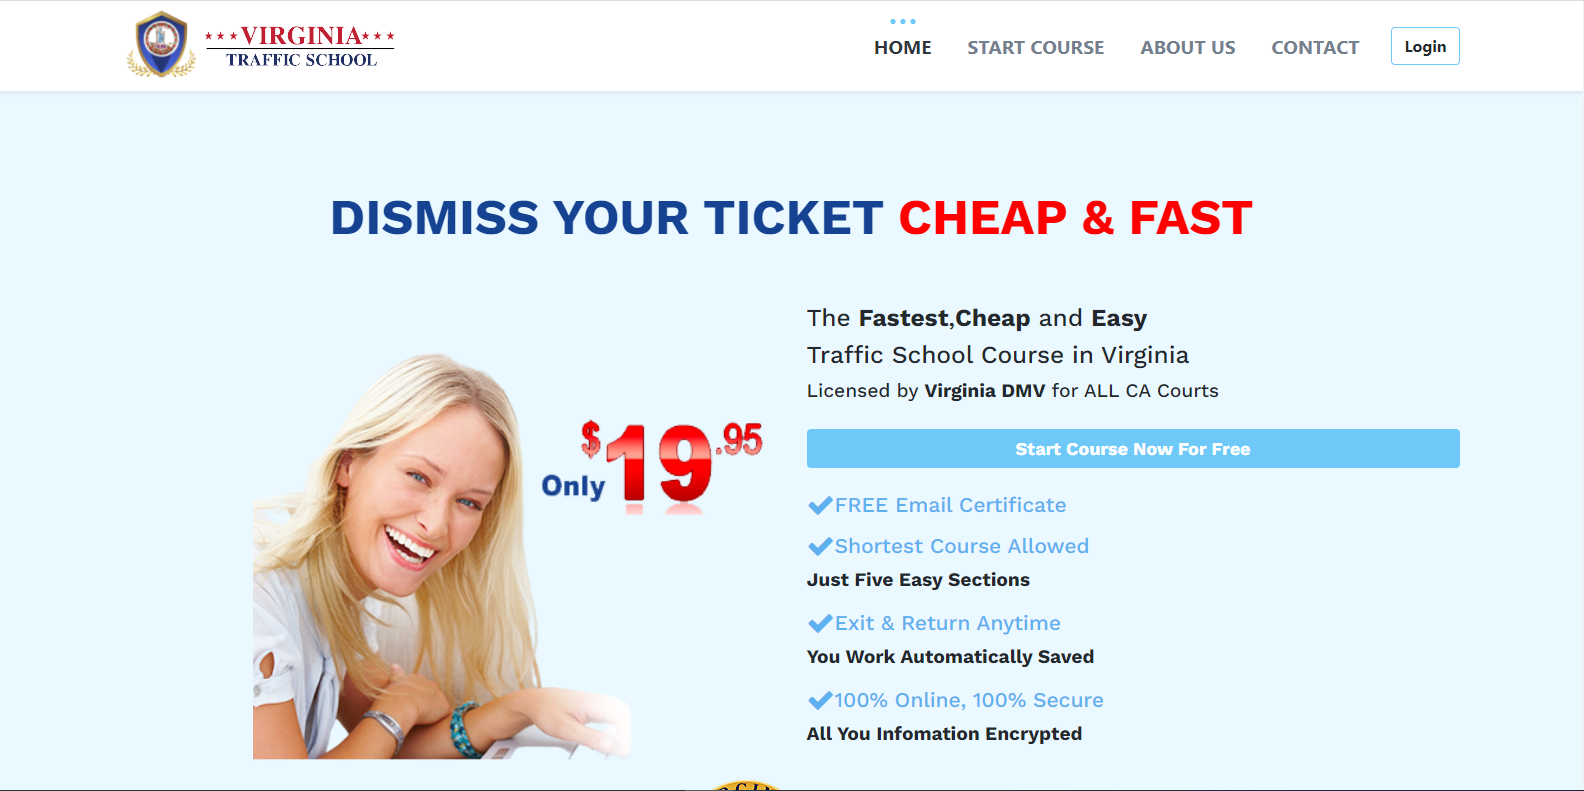 VIRGINIA
TRAFFIC SCHOOL
HOME START COURSE ABOUT US CONTACT Login
DISMISS YOUR TICKET CHEAP & FAST
The Fastest,Cheap and Easy
Traffic School Course in Virginia
Licensed by Virginia DMV for ALL CA Courts
Only $19.95
Start Course Now For Free
FREE Email Certificate
Shortest Course Allowed
Just Five Easy Sections
Exit & Return Anytime
You Work Automatically Saved
100% Online, 100% Secure
All You Infomation Encrypted